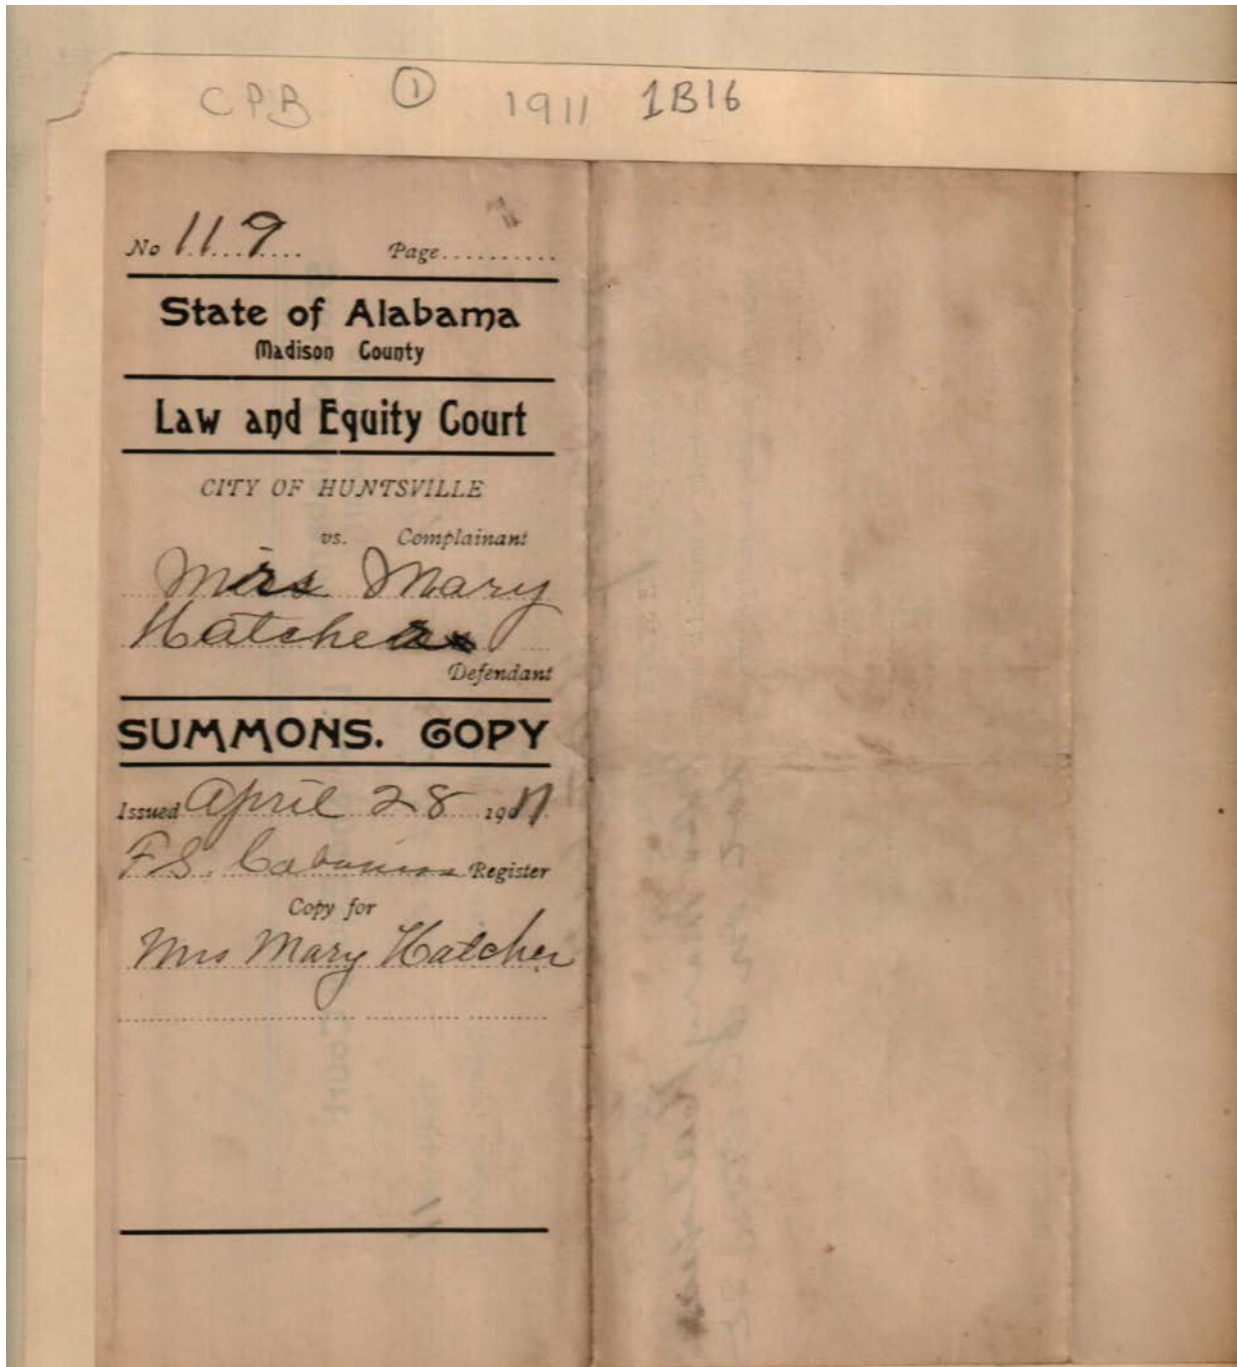 CPB ① 1911 1B16
No 119 Page..........
State of Alabama
Madison County
Law and Equity Court
CITY OF HUNTSVILLE
vs. Complainant
Mrs Mary
Hatcher
Defendant
SUMMONS. COPY
Issued April 28 1911
F.S. Register
Copy for
Mrs Mary Hatcher